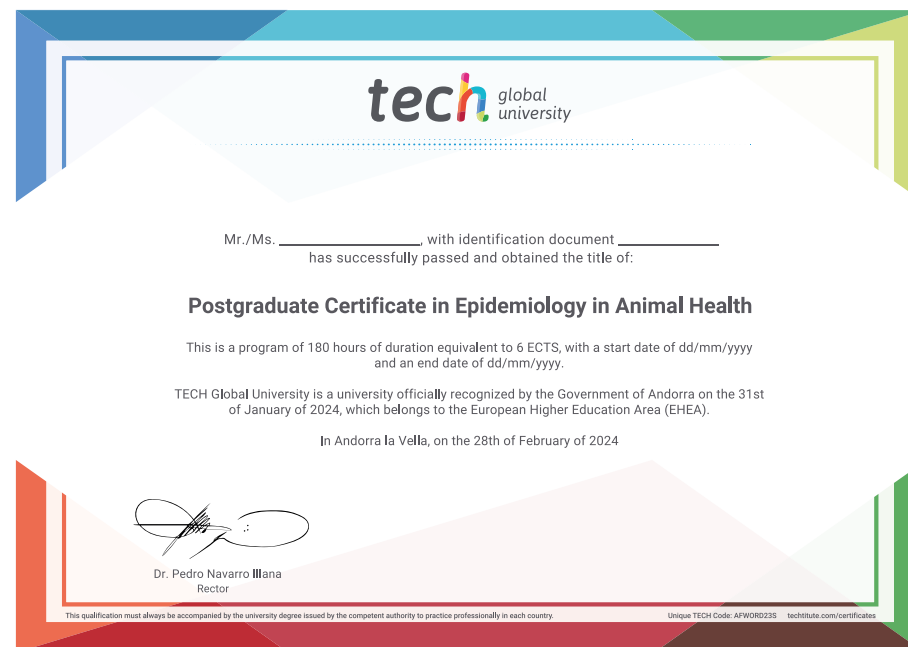 tech global university
Mr./Ms. ____________, with identification document ____________
has successfully passed and obtained the title of:
Postgraduate Certificate in Epidemiology in Animal Health
This is a program of 180 hours of duration equivalent to 6 ECTS, with a start date of dd/mm/yyyy
and an end date of dd/mm/yyyy.
TECH Global University is a university officially recognized by the Government of Andorra on the 31st
of January of 2024, which belongs to the European Higher Education Area (EHEA).
In Andorra la Vella, on the 28th of February of 2024
Dr. Pedro Navarro Illana
Rector
This qualification must always be accompanied by the university degree issued by the competent authority to practice professionally in each country. Unique TECH Code: AFWORD23S techtitute.com/certificates